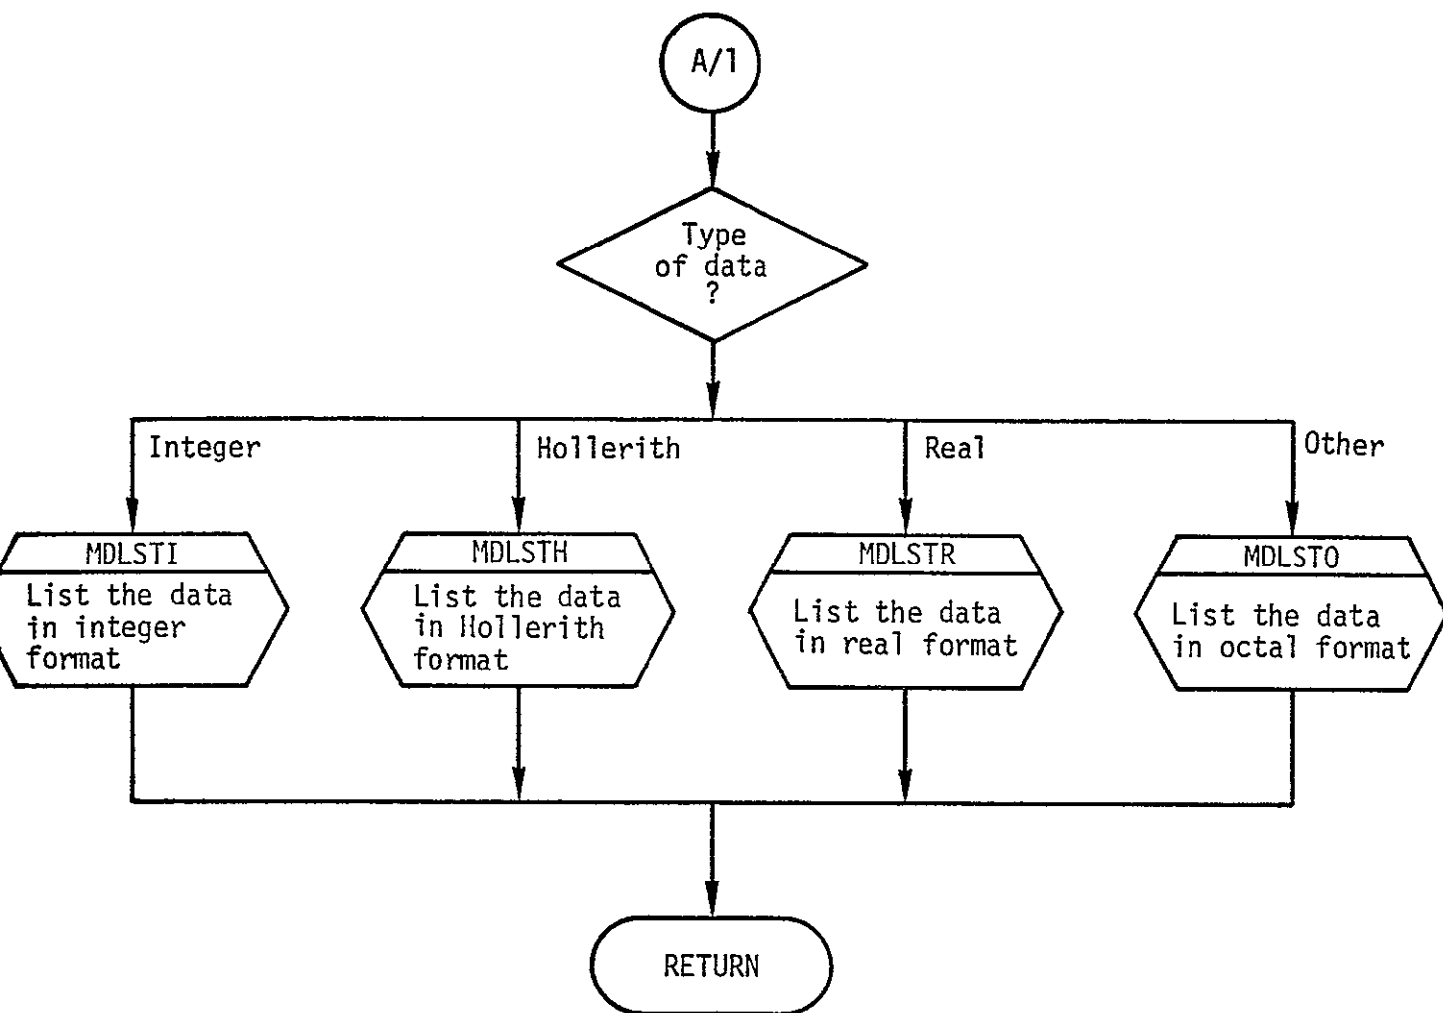 A/1
Type
of data
?
Integer
Hollerith
Real
Other
MDLSTI
List the data
in integer
format
MDLSTH
List the data
in Hollerith
format
MDLSTR
List the data
in real format
MDLSTO
List the data
in octal format
RETURN